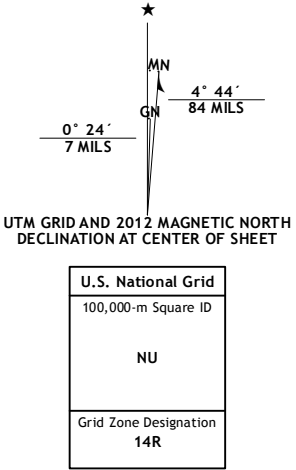 ★
MN
4° 44´
84 MILS
GN
0° 24´
7 MILS
UTM GRID AND 2012 MAGNETIC NORTH
DECLINATION AT CENTER OF SHEET
U.S. National Grid
100,000-m Square ID
NU
Grid Zone Designation
14R